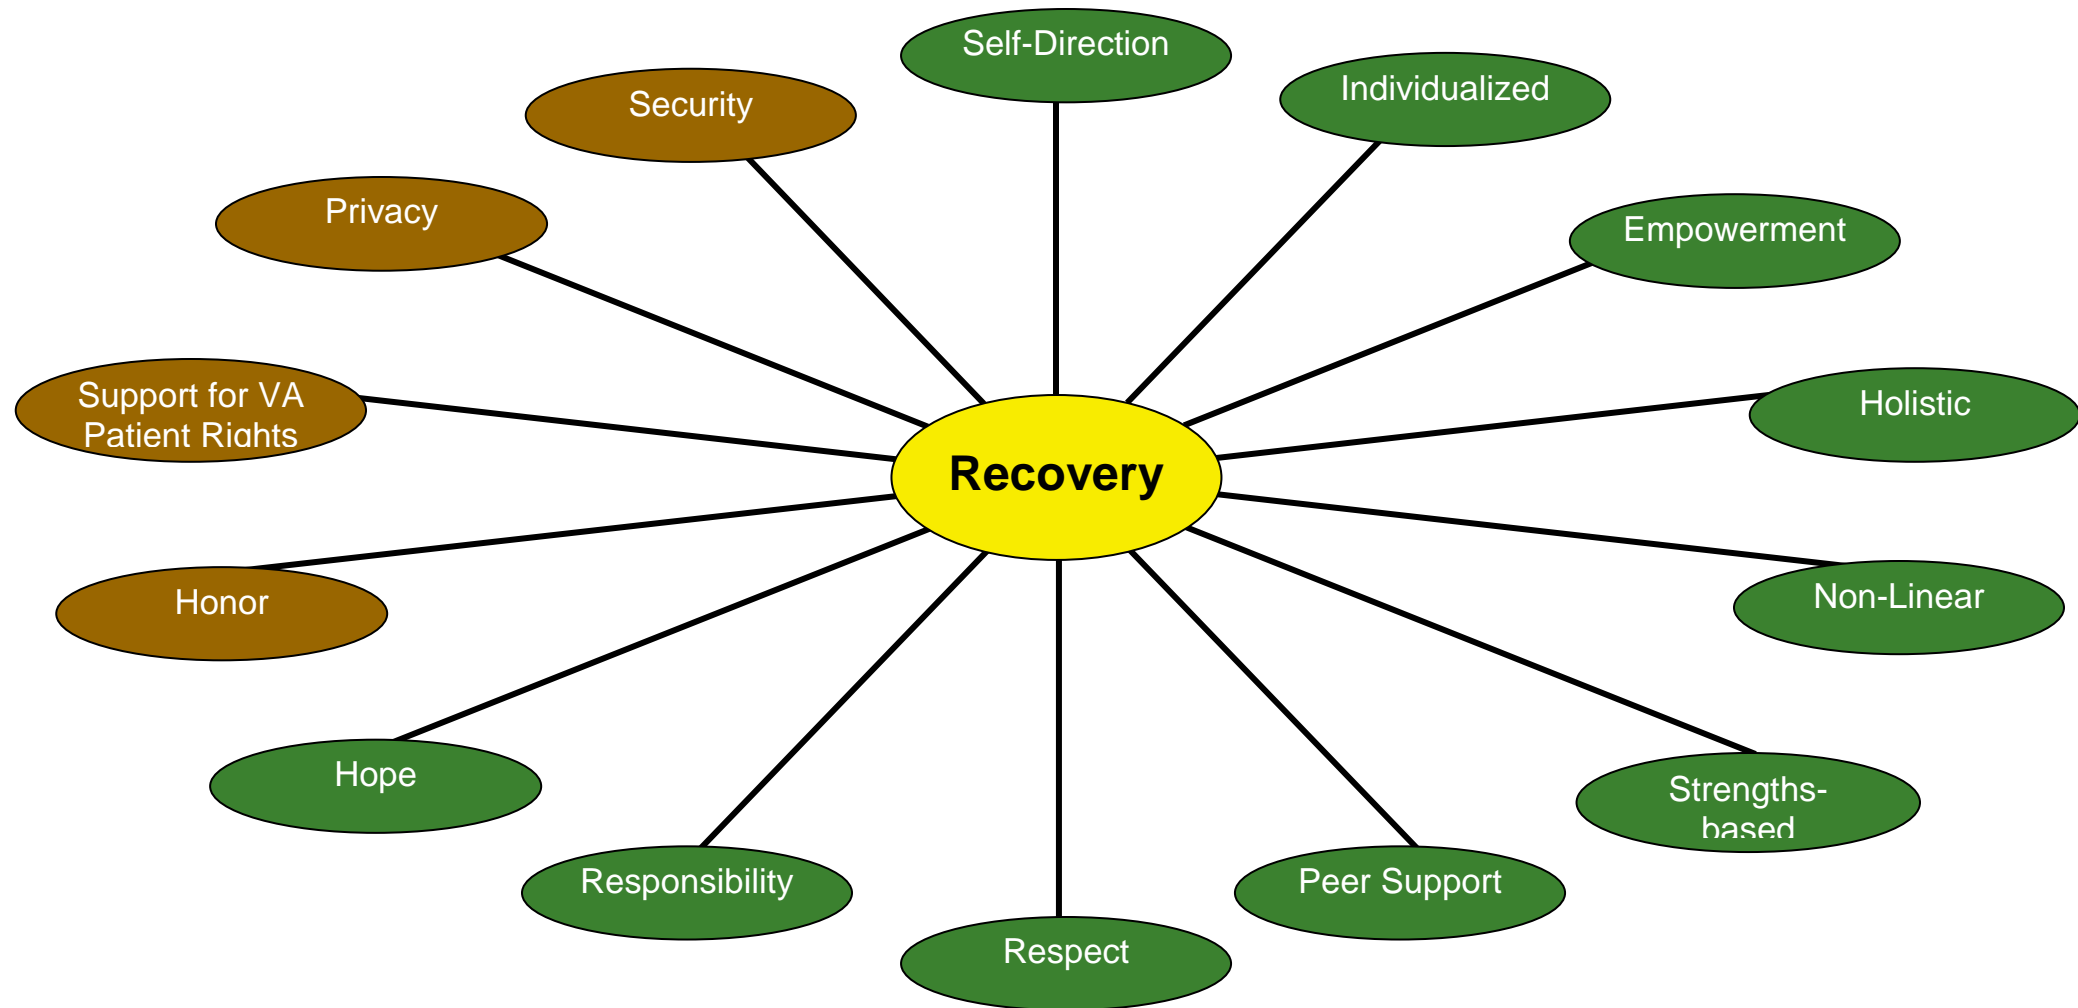 Self-Direction
Individualized
Security
Privacy
Empowerment
Support for VA
Patient Rights
Holistic
Recovery
Honor
Non-Linear
Hope
Strengths-
based
Responsibility
Peer Support
Respect